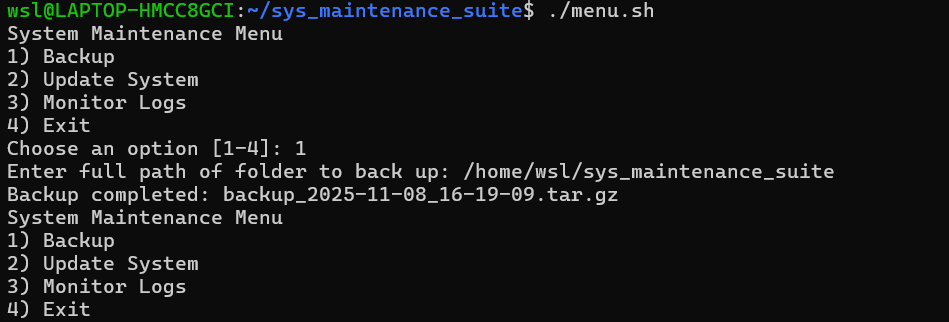 wsl@LAPTOP-HMCC8GCI:~/sys_maintenance_suite$ ./menu.sh
System Maintenance Menu
1) Backup
2) Update System
3) Monitor Logs
4) Exit
Choose an option [1-4]: 1
Enter full path of folder to back up: /home/wsl/sys_maintenance_suite
Backup completed: backup_2025-11-08_16-19-09.tar.gz
System Maintenance Menu
1) Backup
2) Update System
3) Monitor Logs
4) Exit